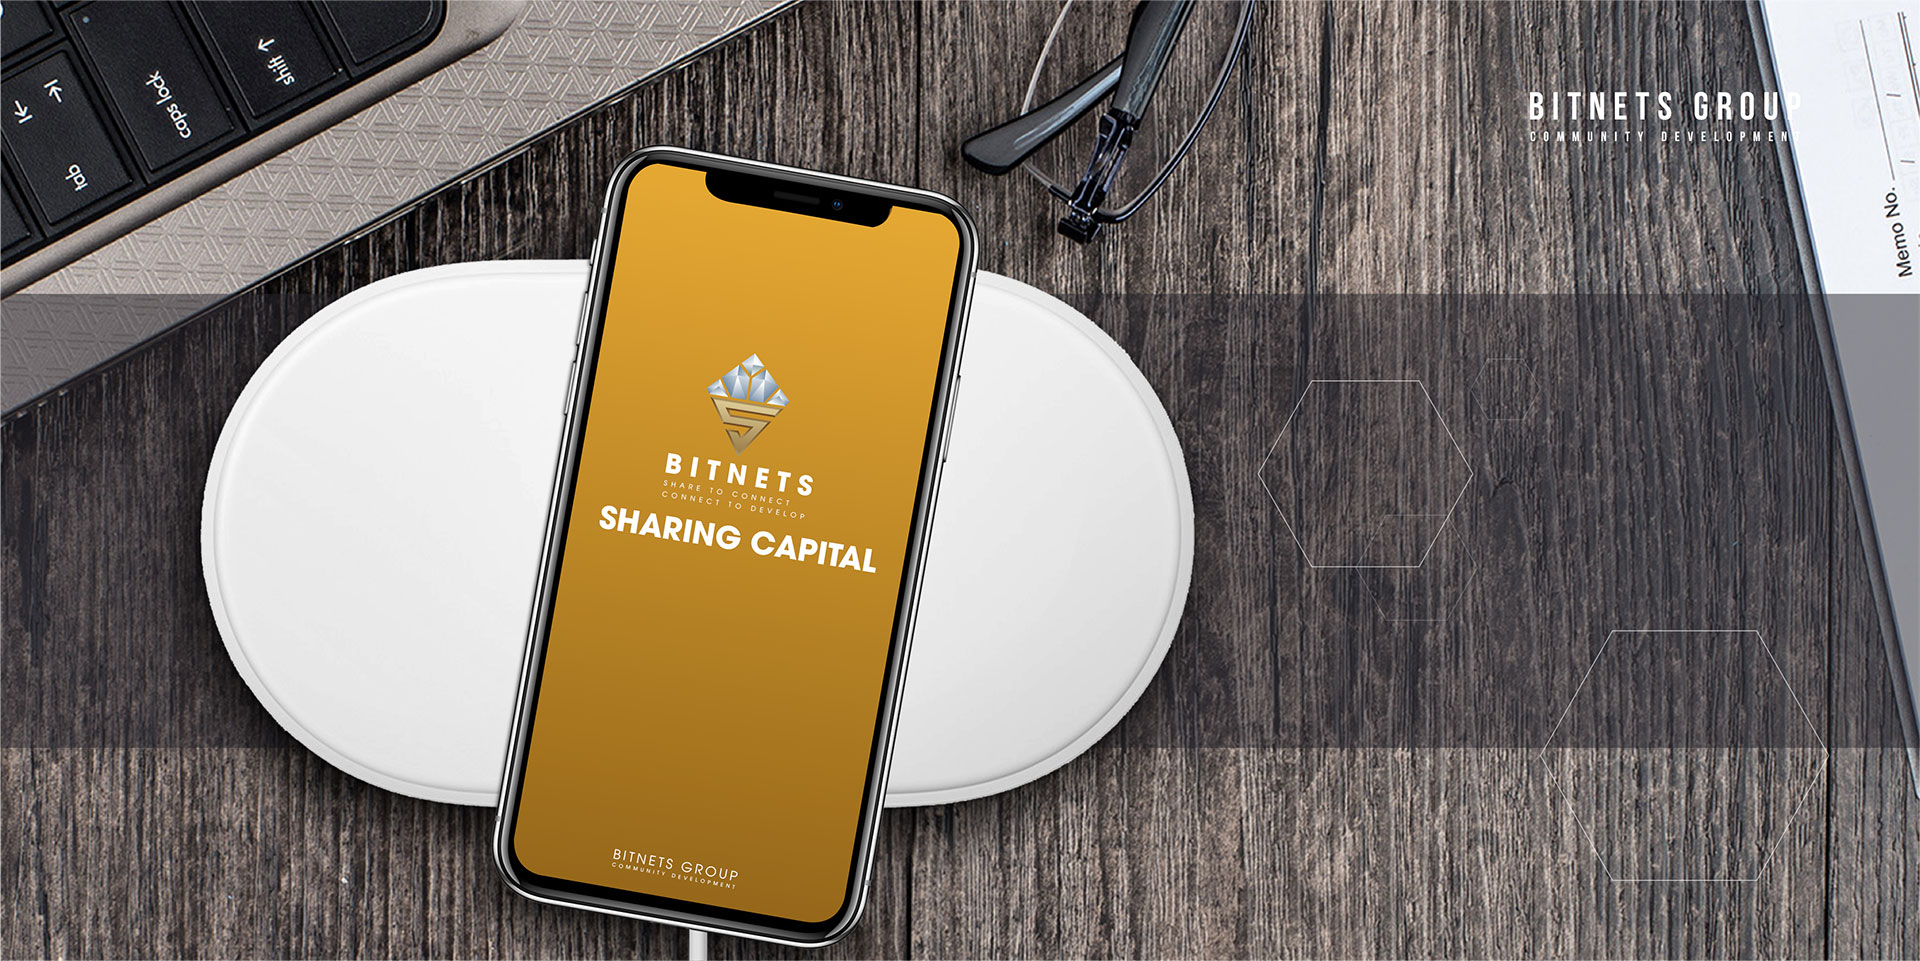 tab
caps lock
shift
BITNETS GROUP
COMMUNITY DEVELOPMENT
Memo No.
BITNETS
SHARE TO CONNECT
CONNECT TO DEVELOP
SHARING CAPITAL
BITNETS GROUP
COMMUNITY DEVELOPMENT